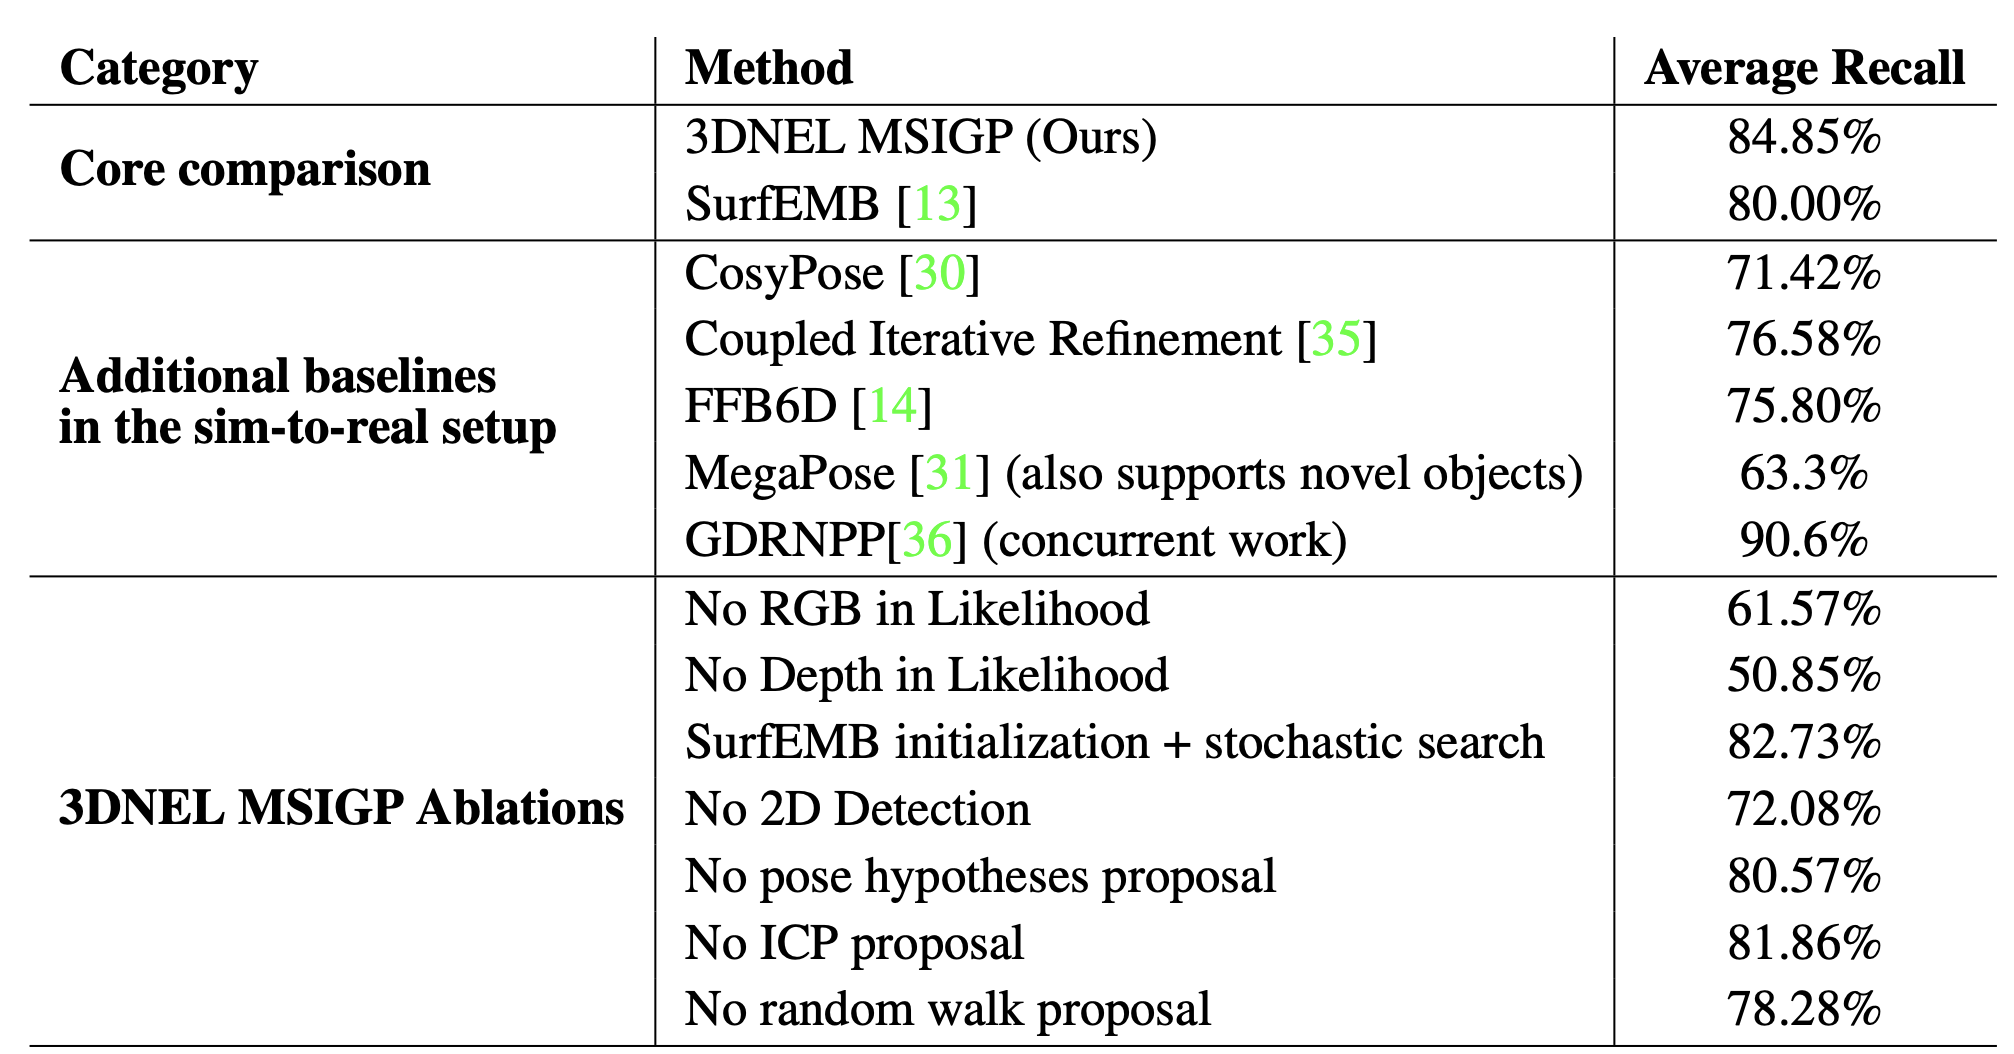 Category Method Average Recall
Core comparison
3DNEL MSIGP (Ours) 84.85%
SurfEMB [13] 80.00%
Additional baselines
in the sim-to-real setup
CosyPose [30] 71.42%
Coupled Iterative Refinement [35] 76.58%
FFB6D [14] 75.80%
MegaPose [31] (also supports novel objects) 63.3%
GDRNPP[36] (concurrent work) 90.6%
3DNEL MSIGP Ablations
No RGB in Likelihood 61.57%
No Depth in Likelihood 50.85%
SurfEMB initialization + stochastic search 82.73%
No 2D Detection 72.08%
No pose hypotheses proposal 80.57%
No ICP proposal 81.86%
No random walk proposal 78.28%